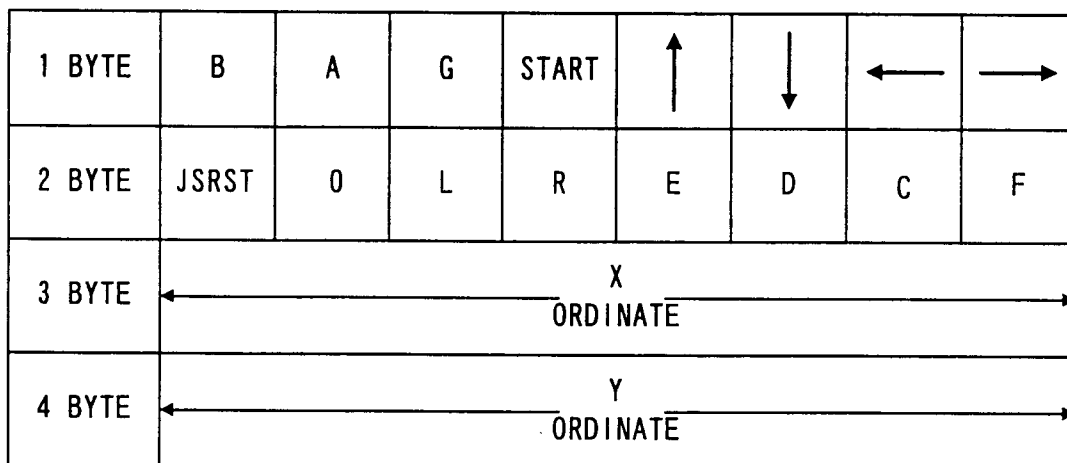 1 BYTE B A G START ↑ ↓ ← →
2 BYTE JSRST 0 L R E D C F
3 BYTE X ORDINATE
4 BYTE Y ORDINATE